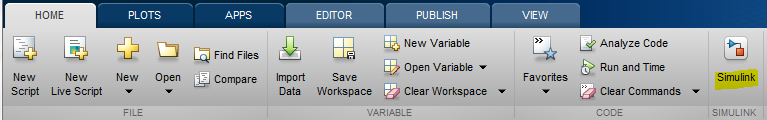 HOME PLOTS APPS EDITOR PUBLISH VIEW
New Script
New Live Script
New
Open
Find Files
Compare
FILE
Import Data
Save Workspace
New Variable
Open Variable
Clear Workspace
VARIABLE
Favorites
Analyze Code
Run and Time
Clear Commands
CODE
Simulink
SIMULINK